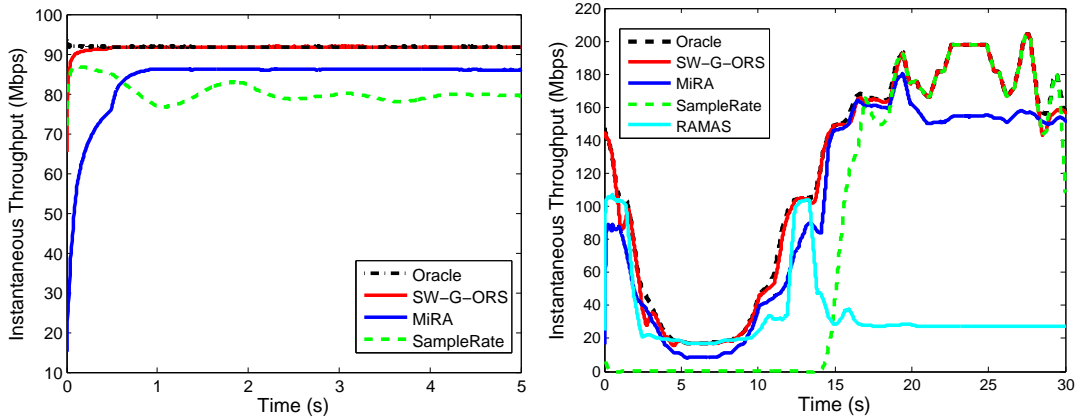 100
90
80
70
60
50
40
30
20
10
0
1
2
3
4
5
Instantaneous Throughput (Mbps)
Time (s)
Oracle
SW-G-ORS
MiRA
SampleRate
220
200
180
160
140
120
100
80
60
40
20
0
0
5
10
15
20
25
30
Instantaneous Throughput (Mbps)
Time (s)
Oracle
SW-G-ORS
MiRA
SampleRate
RAMAS